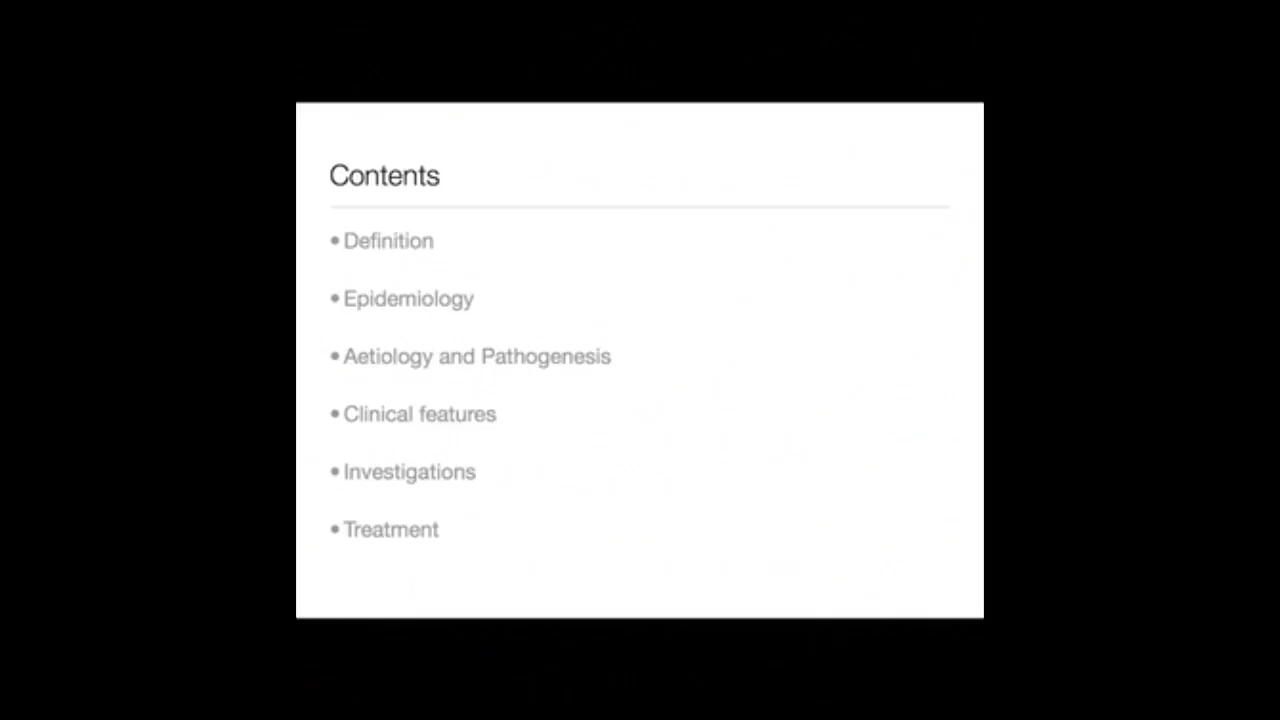 Contents
• Definition
• Epidemiology
• Aetiology and Pathogenesis
• Clinical features
• Investigations
• Treatment